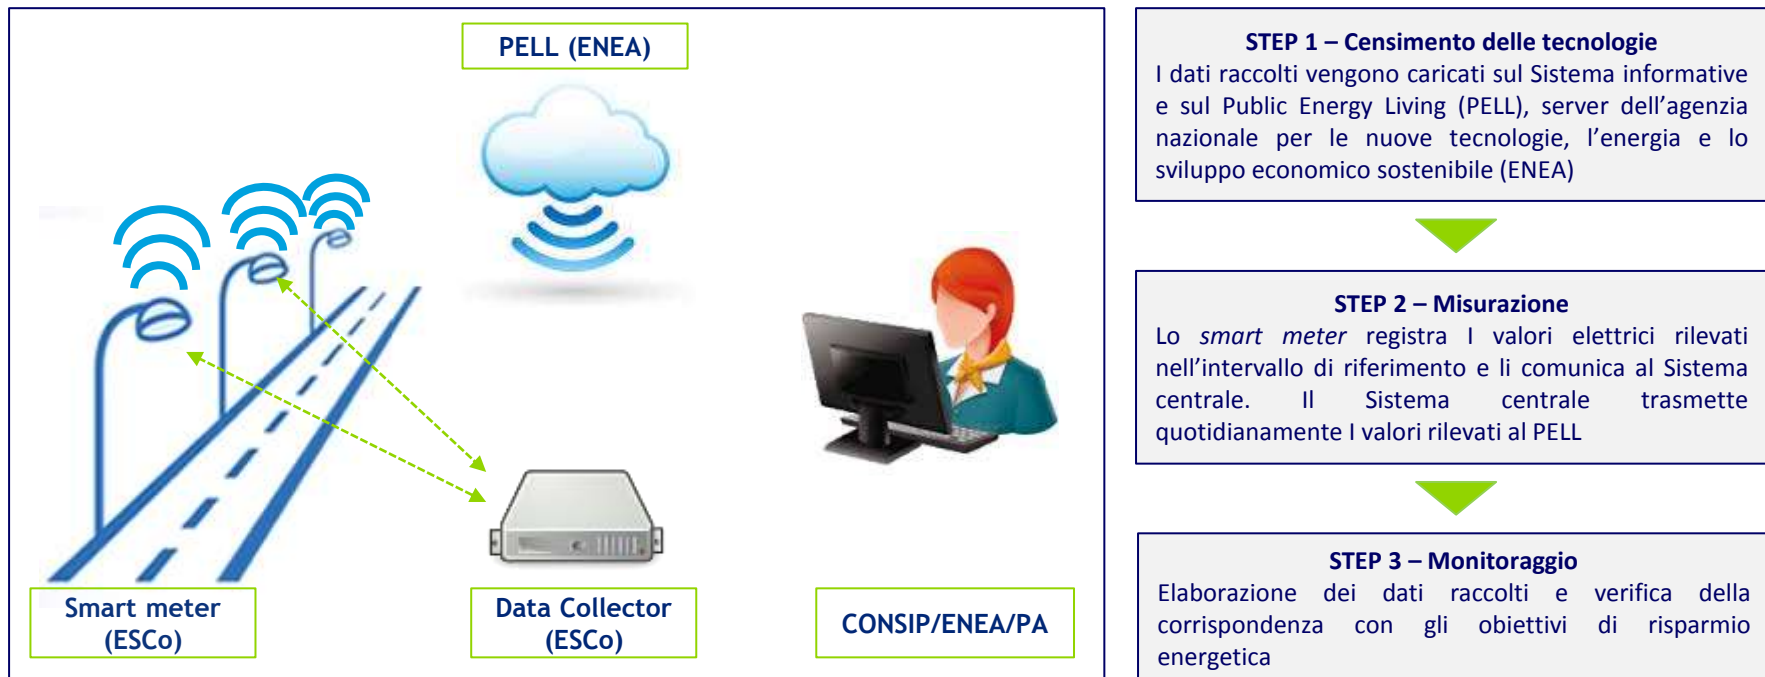 PELL (ENEA)
Smart meter
(ESCo)
Data Collector
(ESCo)
CONSIP/ENEA/PA
STEP 1 – Censimento delle tecnologie
I dati raccolti vengono caricati sul Sistema informative
e sul Public Energy Living (PELL), server dell'agenzia
nazionale per le nuove tecnologie, l'energia e lo
sviluppo economico sostenibile (ENEA)
STEP 2 – Misurazione
Lo smart meter registra I valori elettrici rilevati
nell'intervallo di riferimento e li comunica al Sistema
centrale. Il Sistema centrale trasmette
quotidianamente I valori rilevati al PELL
STEP 3 – Monitoraggio
Elaborazione dei dati raccolti e verifica della
corrispondenza con gli obiettivi di risparmio
energetica